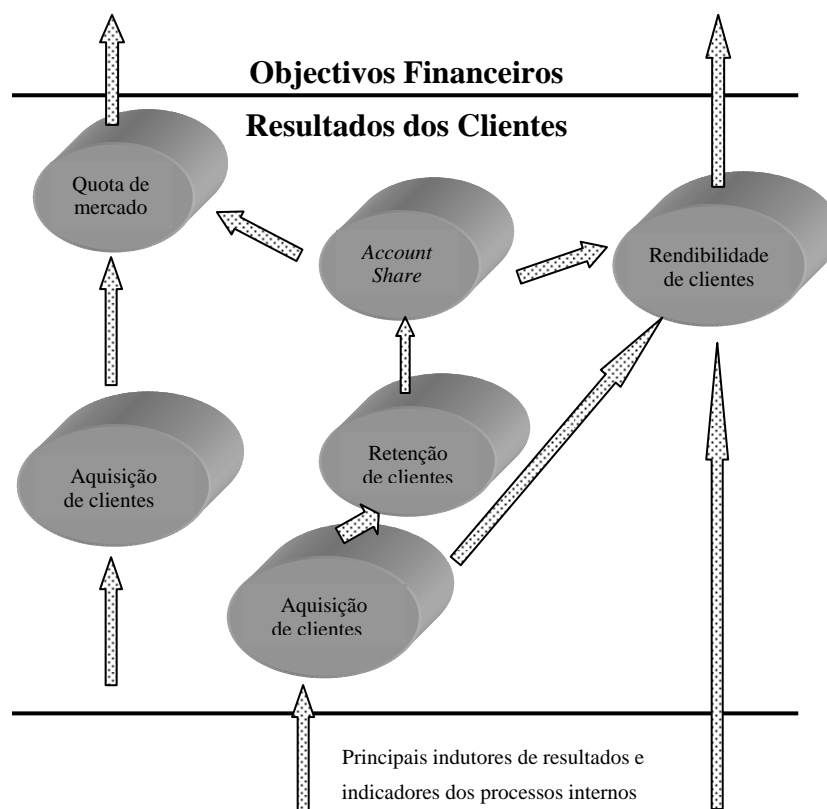 Objectivos Financeiros
Resultados dos Clientes
Quota de
mercado
Account
Share
Rendibilidade
de clientes
Aquisição
de clientes
Retenção
de clientes
Aquisição
de clientes
Principais indutores de resultados e
indicadores dos processos internos